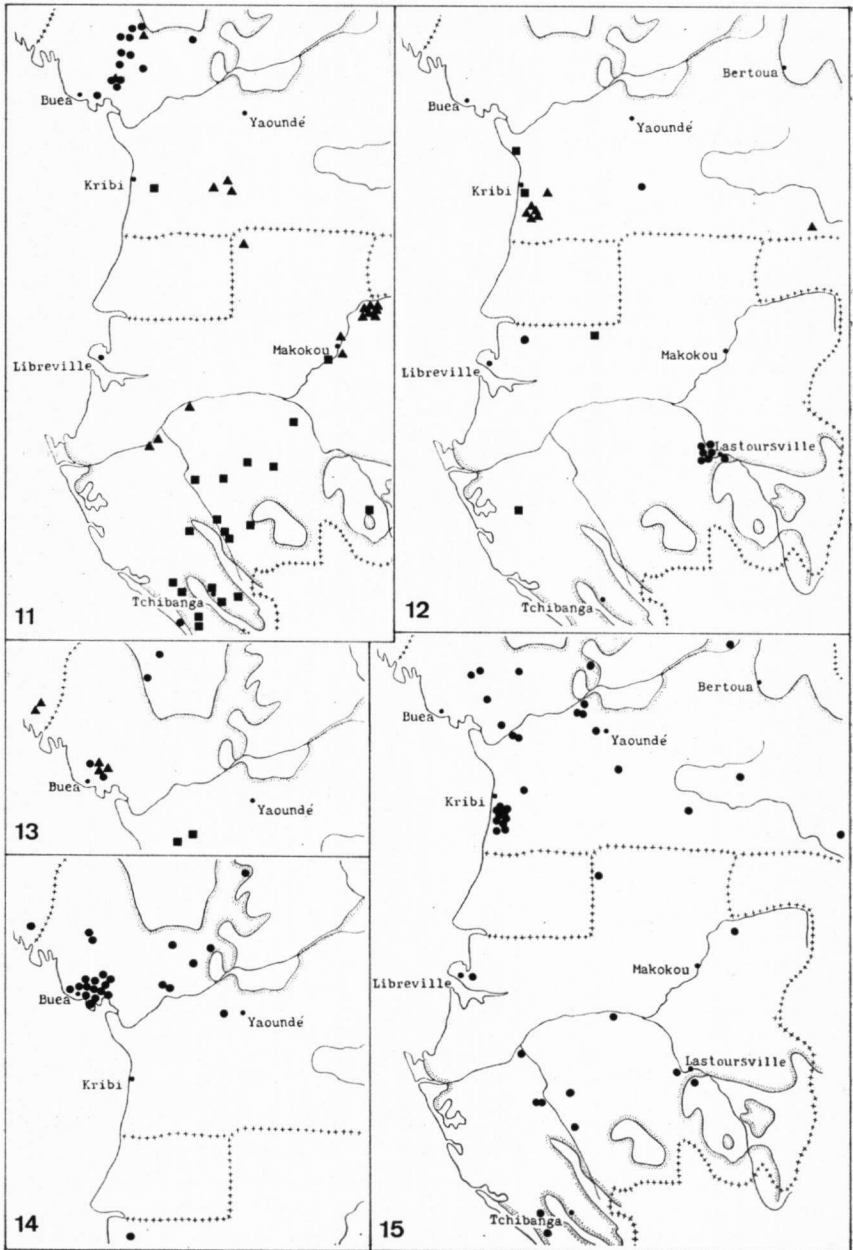 Buea
Yaoundé
Kribi
Libreville
Makokou
Tchibanga
11
Bertoua
Buea
Yaoundé
Kribi
Libreville
Makokou
Lastoursville
Tchibanga
12
Buea
Yaoundé
13
Buea
Yaoundé
Kribi
14
Bertoua
Buea
Yaoundé
Kribi
Libreville
Makokou
Lastoursville
Tchibanga
15